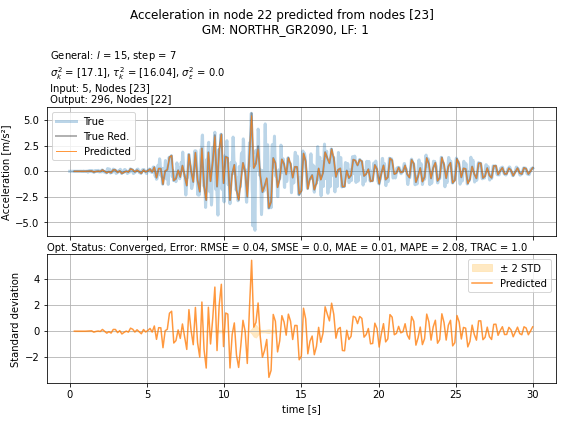 Acceleration in node 22 predicted from nodes [23]
GM: NORTHR_GR2090, LF: 1
General: l = 15, step = 7
σ²ₖ = [17.1], τ²ₖ = [16.04], σ²ε = 0.0
Input: 5, Nodes [23]
Output: 296, Nodes [22]
Acceleration [m/s²]
5.0
2.5
0.0
−2.5
−5.0
True
True Red.
Predicted
Opt. Status: Converged, Error: RMSE = 0.04, SMSE = 0.0, MAE = 0.01, MAPE = 2.08, TRAC = 1.0
Standard deviation
4
2
0
−2
± 2 STD
Predicted
0 5 10 15 20 25 30
time [s]